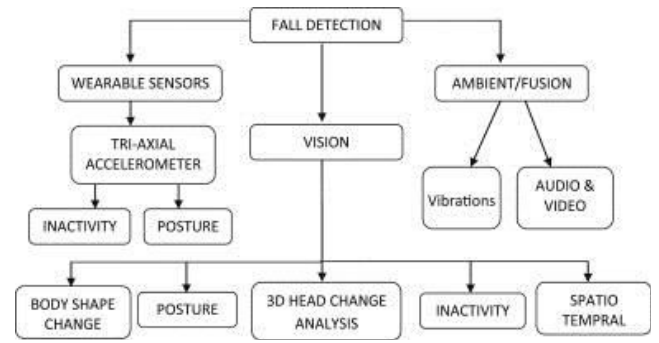 FALL DETECTION
WEARABLE SENSORS
AMBIENT/FUSION
TRI-AXIAL
ACCELEROMETER
VISION
Vibrations
AUDIO &
VIDEO
INACTIVITY
POSTURE
BODY SHAPE
CHANGE
POSTURE
3D HEAD CHANGE
ANALYSIS
INACTIVITY
SPATIO
TEMPRAL